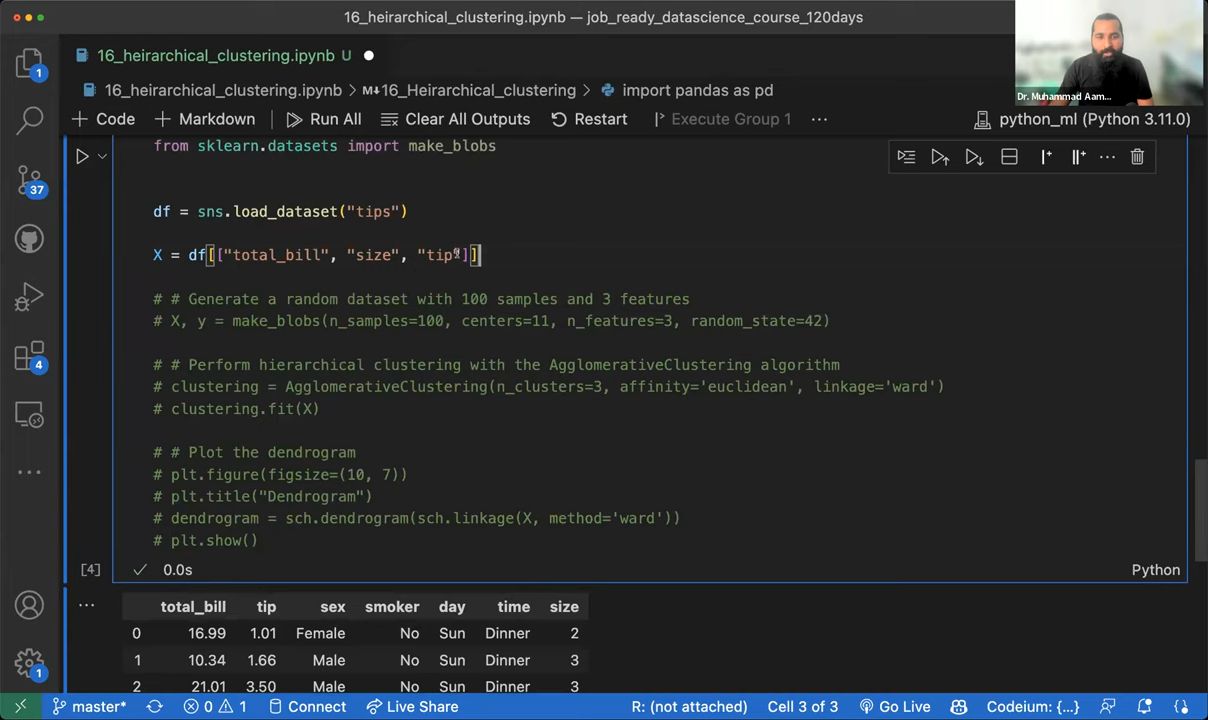 16_heirarchical_clustering.ipynb — job_ready_datascience_course_120days
16_heirarchical_clustering.ipynb U
16_heirarchical_clustering.ipynb > M↓16_Heirarchical_clustering > import pandas as pd
+ Code + Markdown Run All Clear All Outputs Restart Execute Group 1 ... python_ml (Python 3.11.0)
Dr. Muhammad Aam...
1
37
4
1
from sklearn.datasets import make_blobs
df = sns.load_dataset("tips")
X = df[["total_bill", "size", "tip"]]
# # Generate a random dataset with 100 samples and 3 features
# X, y = make_blobs(n_samples=100, centers=11, n_features=3, random_state=42)
# # Perform hierarchical clustering with the AgglomerativeClustering algorithm
# clustering = AgglomerativeClustering(n_clusters=3, affinity='euclidean', linkage='ward')
# clustering.fit(X)
# # Plot the dendrogram
# plt.figure(figsize=(10, 7))
# plt.title("Dendrogram")
# dendrogram = sch.dendrogram(sch.linkage(X, method='ward'))
# plt.show()
[4] 0.0s Python
total_bill tip sex smoker day time size
0 16.99 1.01 Female No Sun Dinner 2
1 10.34 1.66 Male No Sun Dinner 3
2 21.01 3.50 Male No Sun Dinner 3
master* 0 1 Connect Live Share R: (not attached) Cell 3 of 3 Go Live Codeium: {...}